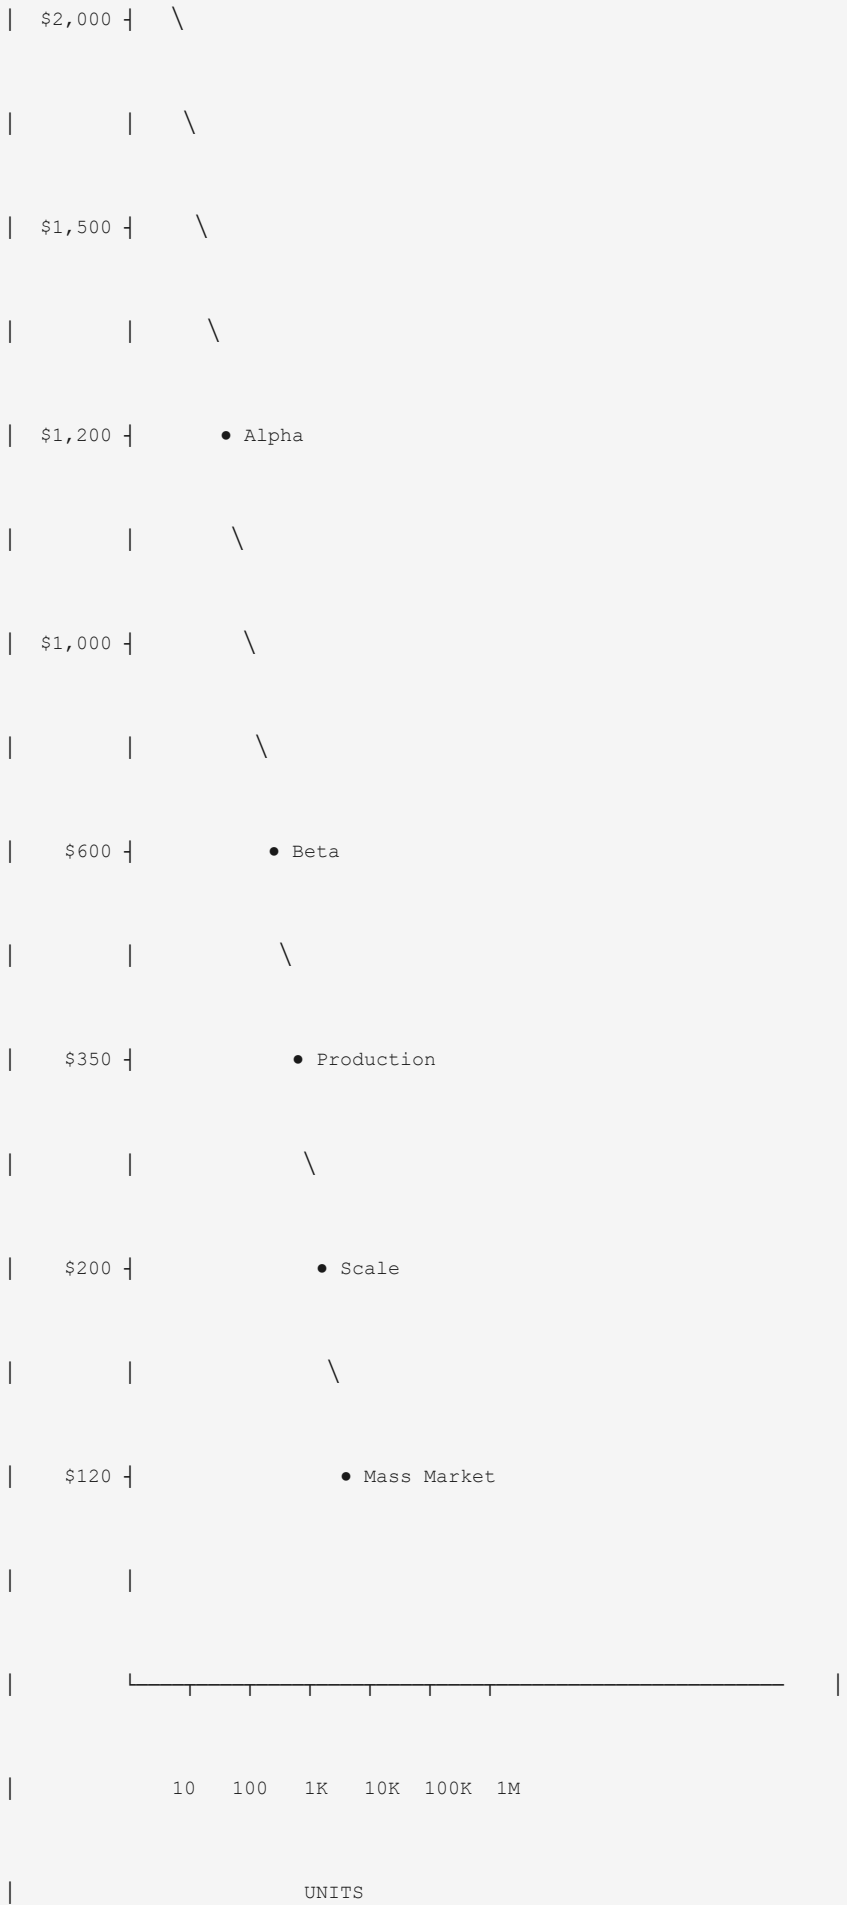 | $2,000 ┤ \
| | \
| $1,500 ┤ \
| | \
| $1,200 ┤ ● Alpha
| | \
| $1,000 ┤ \
| | \
| $600 ┤ ● Beta
| | \
| $350 ┤ ● Production
| | \
| $200 ┤ ● Scale
| | \
| $120 ┤ ● Mass Market
| |
| └────┬────┬────┬────┬────┬────┬──────────────────────── |
| 10 100 1K 10K 100K 1M
| UNITS